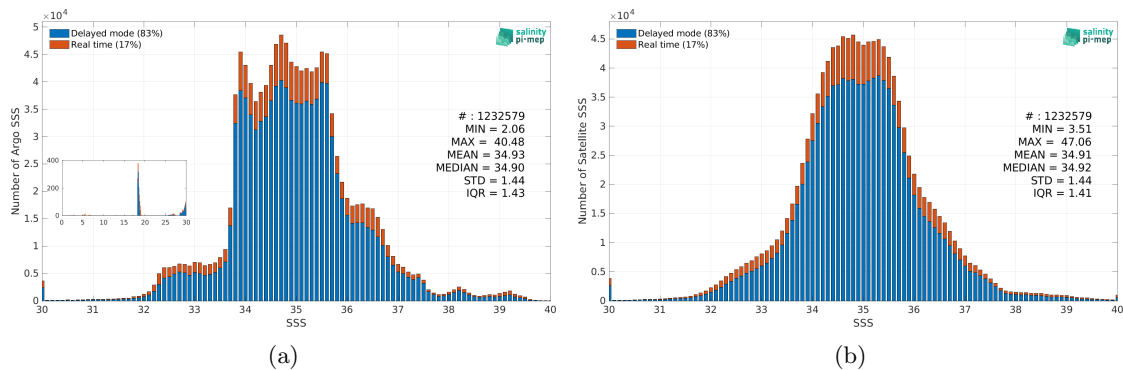 ×10⁴
5
4.5
4
3.5
3
2.5
2
1.5
1
0.5
0
Number of Argo SSS
Delayed mode (83%)
Real time (17%)
salinity
pi-mep
# : 1232579
MIN = 2.06
MAX = 40.48
MEAN = 34.93
MEDIAN = 34.90
STD = 1.44
IQR = 1.43
400
200
0
0 5 10 15 20 25 30
30 31 32 33 34 35 36 37 38 39 40
SSS
(a)
×10⁴
5
4.5
4
3.5
3
2.5
2
1.5
1
0.5
0
Number of Satellite SSS
Delayed mode (83%)
Real time (17%)
salinity
pi-mep
# : 1232579
MIN = 3.51
MAX = 47.06
MEAN = 34.91
MEDIAN = 34.92
STD = 1.44
IQR = 1.41
30 31 32 33 34 35 36 37 38 39 40
SSS
(b)